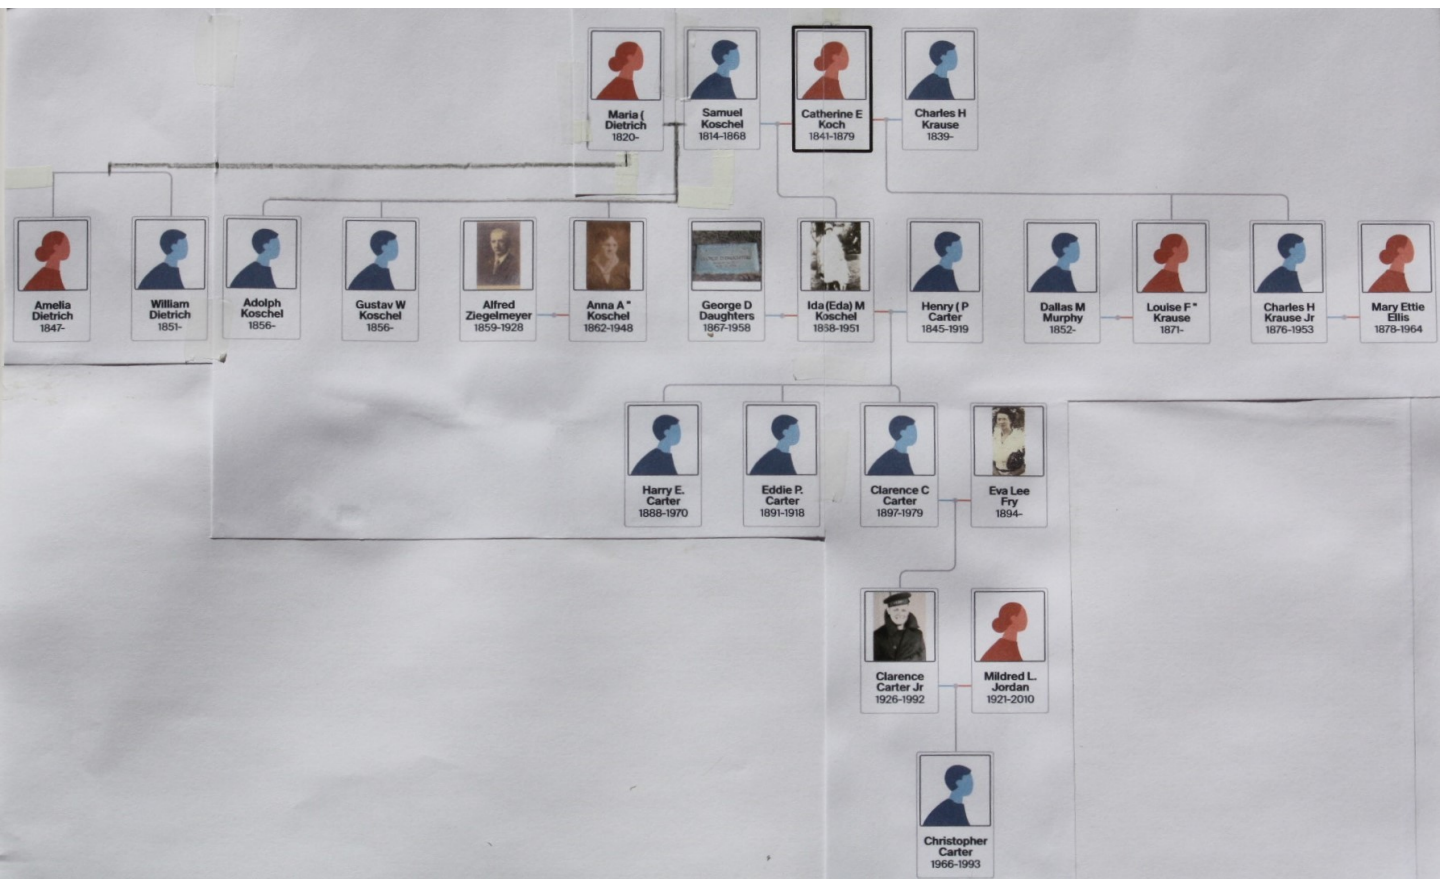 Maria (
Dietrich
1820-
Samuel
Koschel
1814-1868
Catherine E
Koch
1841-1879
Charles H
Krause
1839-
Amelia
Dietrich
1847-
William
Dietrich
1851-
Adolph
Koschel
1856-
Gustav W
Koschel
1856-
Alfred
Ziegelmeyer
1859-1928
Anna A "
Koschel
1862-1948
George D
Daughters
1867-1958
Ida (Eda) M
Koschel
1858-1951
Henry ( P
Carter
1845-1919
Dallas M
Murphy
1852-
Louise F "
Krause
1871-
Charles H
Krause Jr
1876-1953
Mary Ettie
Ellis
1878-1964
Harry E.
Carter
1888-1970
Eddie P.
Carter
1891-1918
Clarence C
Carter
1897-1979
Eva Lee
Fry
1894-
Clarence
Carter Jr
1926-1992
Mildred L.
Jordan
1921-2010
Christopher
Carter
1966-1993